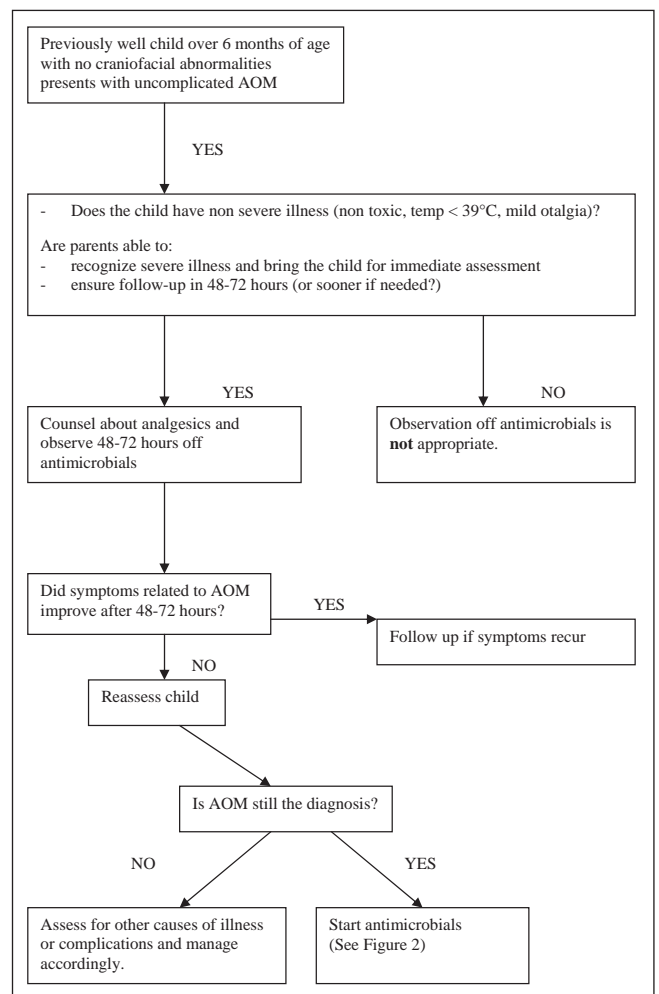 Previously well child over 6 months of age
with no craniofacial abnormalities
presents with uncomplicated AOM
YES
- Does the child have non severe illness (non toxic, temp < 39°C, mild otalgia)?
Are parents able to:
- recognize severe illness and bring the child for immediate assessment
- ensure follow-up in 48-72 hours (or sooner if needed?)
YES
NO
Counsel about analgesics and
observe 48-72 hours off
antimicrobials
Observation off antimicrobials is
not appropriate.
Did symptoms related to AOM
improve after 48-72 hours?
YES
Follow up if symptoms recur
NO
Reassess child
Is AOM still the diagnosis?
NO
YES
Assess for other causes of illness
or complications and manage
accordingly.
Start antimicrobials
(See Figure 2)